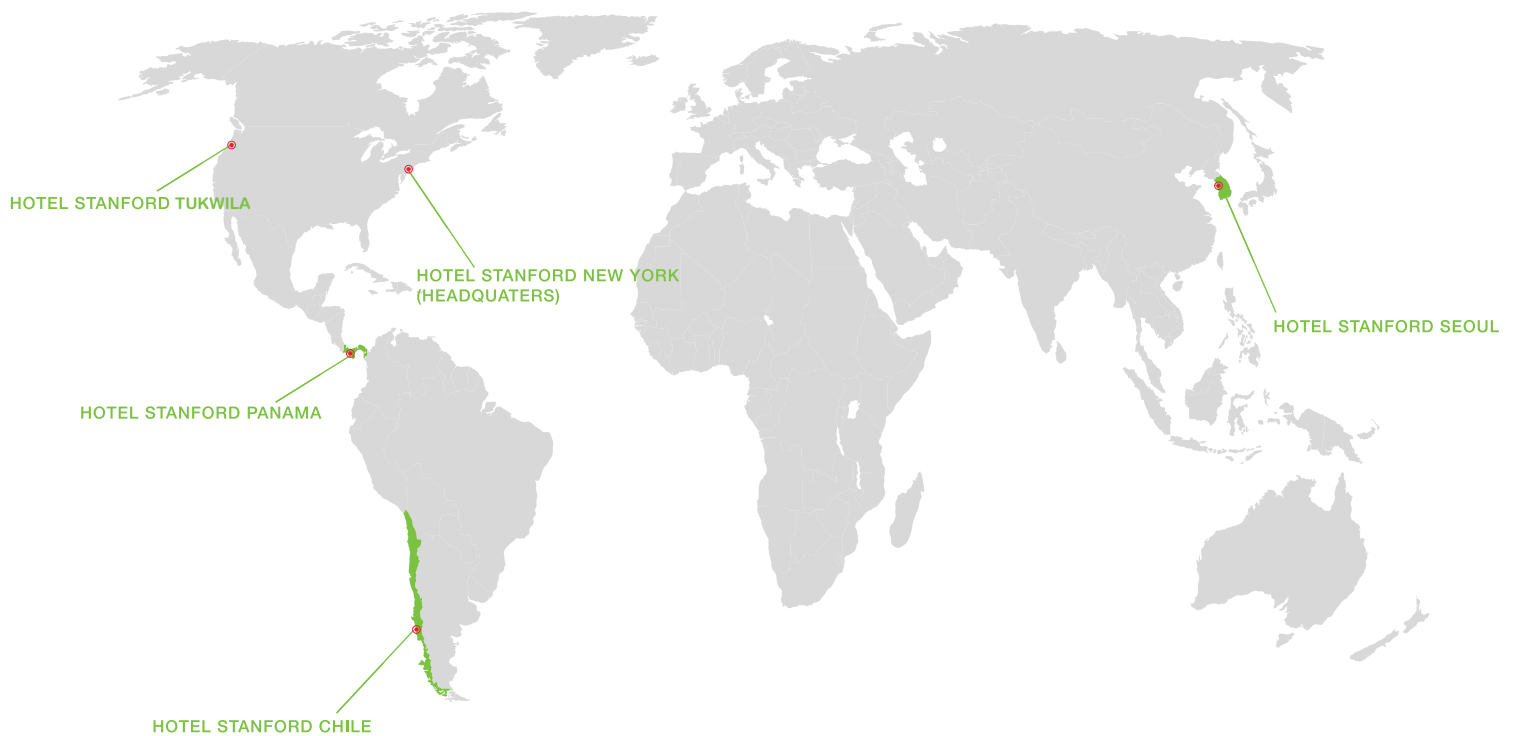 HOTEL STANFORD TUKWILA
HOTEL STANFORD NEW YORK
(HEADQUATERS)
HOTEL STANFORD SEOUL
HOTEL STANFORD PANAMA
HOTEL STANFORD CHILE